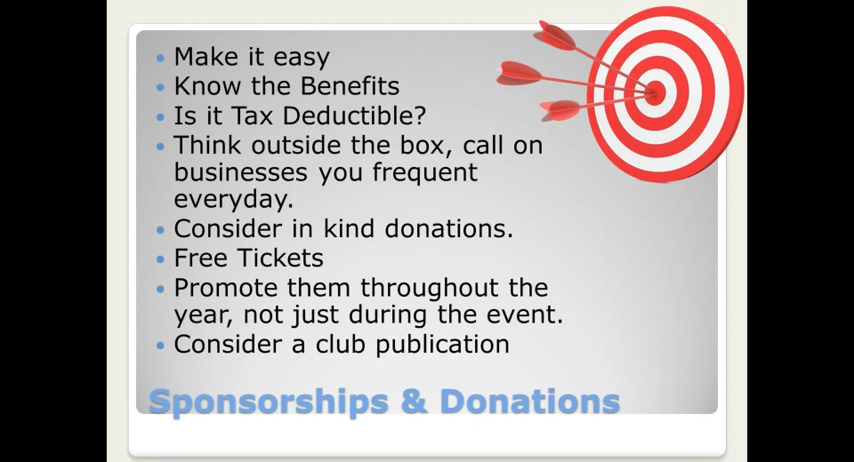 Make it easy
Know the Benefits
Is it Tax Deductible?
Think outside the box, call on
businesses you frequent
everyday.
Consider in kind donations.
Free Tickets
Promote them throughout the
year, not just during the event.
Consider a club publication
Sponsorships & Donations